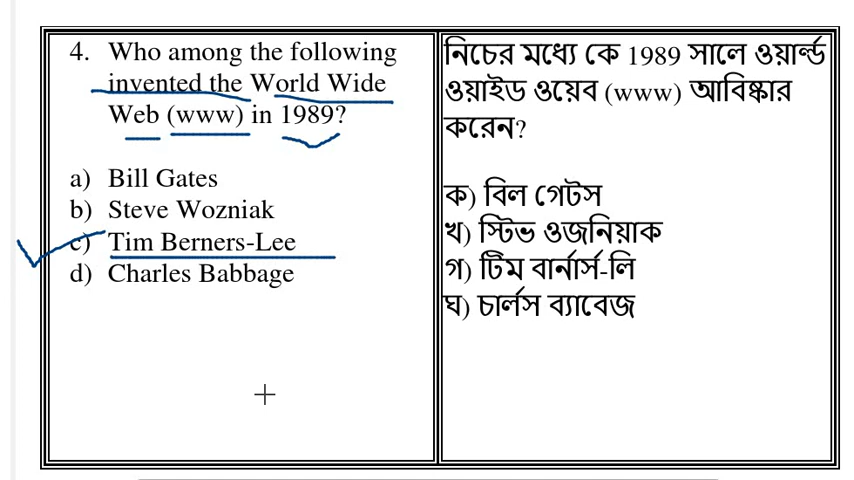 4. Who among the following
invented the World Wide
Web (www) in 1989?
a) Bill Gates
b) Steve Wozniak
c) Tim Berners-Lee
d) Charles Babbage
নিচের মধ্যে কে 1989 সালে ওয়ার্ল্ড
ওয়াইড ওয়েব (www) আবিষ্কার
করেন?
ক) বিল গেটস
খ) স্টিভ ওজনিয়াক
গ) টিম বার্নার্স-লি
ঘ) চার্লস ব্যাবেজ